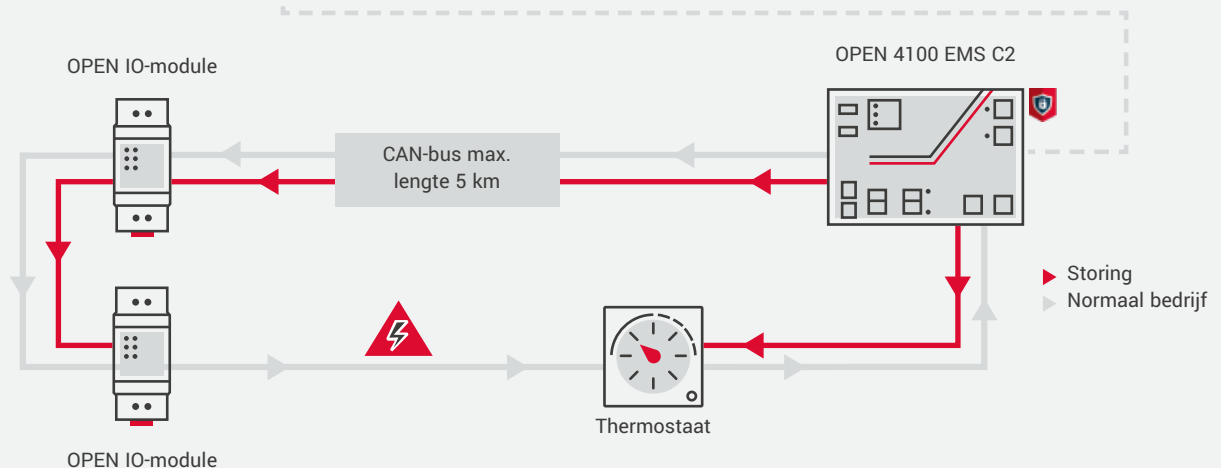 OPEN IO-module
OPEN 4100 EMS C2
CAN-bus max.
lengte 5 km
Storing
Normaal bedrijf
Thermostaat
OPEN IO-module